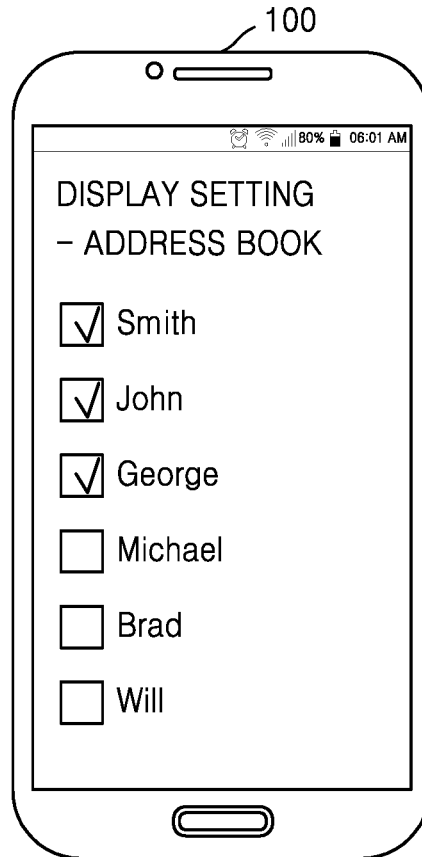 100
80% 06:01 AM
DISPLAY SETTING
- ADDRESS BOOK
Smith
John
George
Michael
Brad
Will